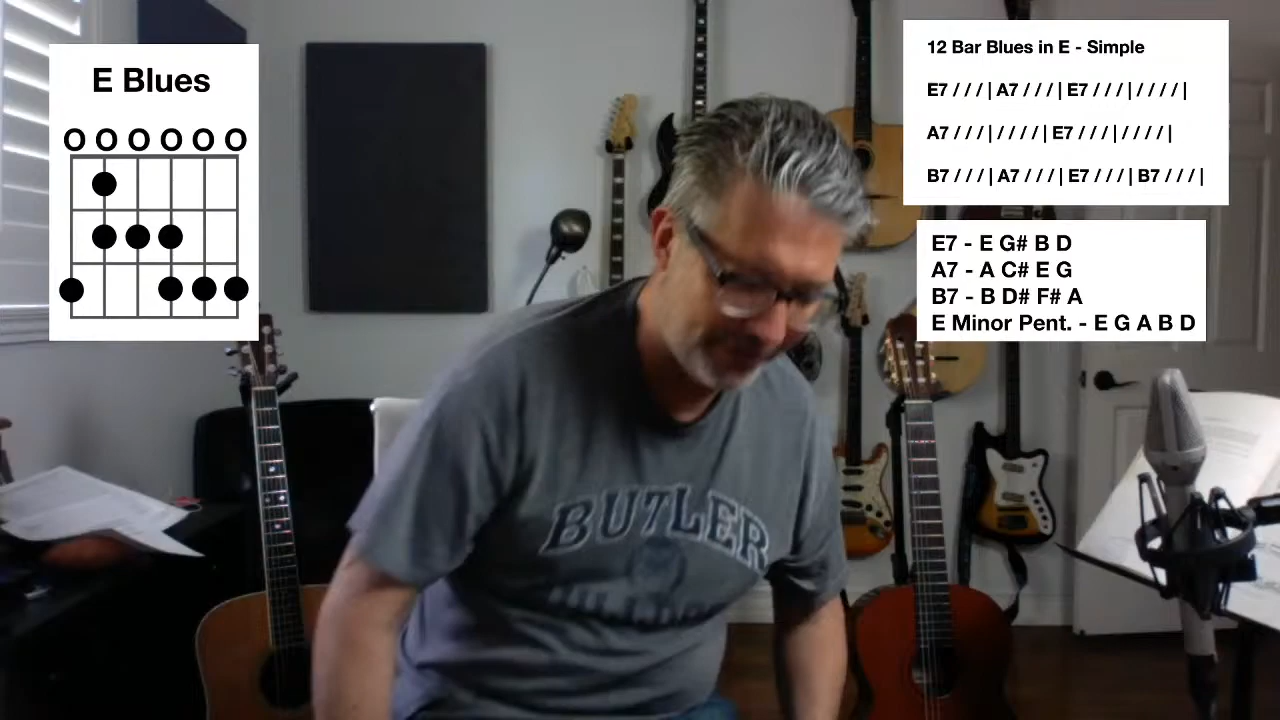 E Blues
O O O O O O
12 Bar Blues in E - Simple
E7 / / / | A7 / / / | E7 / / / | / / / / |
A7 / / / | / / / / | E7 / / / | / / / / |
B7 / / / | A7 / / / | E7 / / / | B7 / / / |
E7 - E G# B D
A7 - A C# E G
B7 - B D# F# A
E Minor Pent. - E G A B D
BUTLER